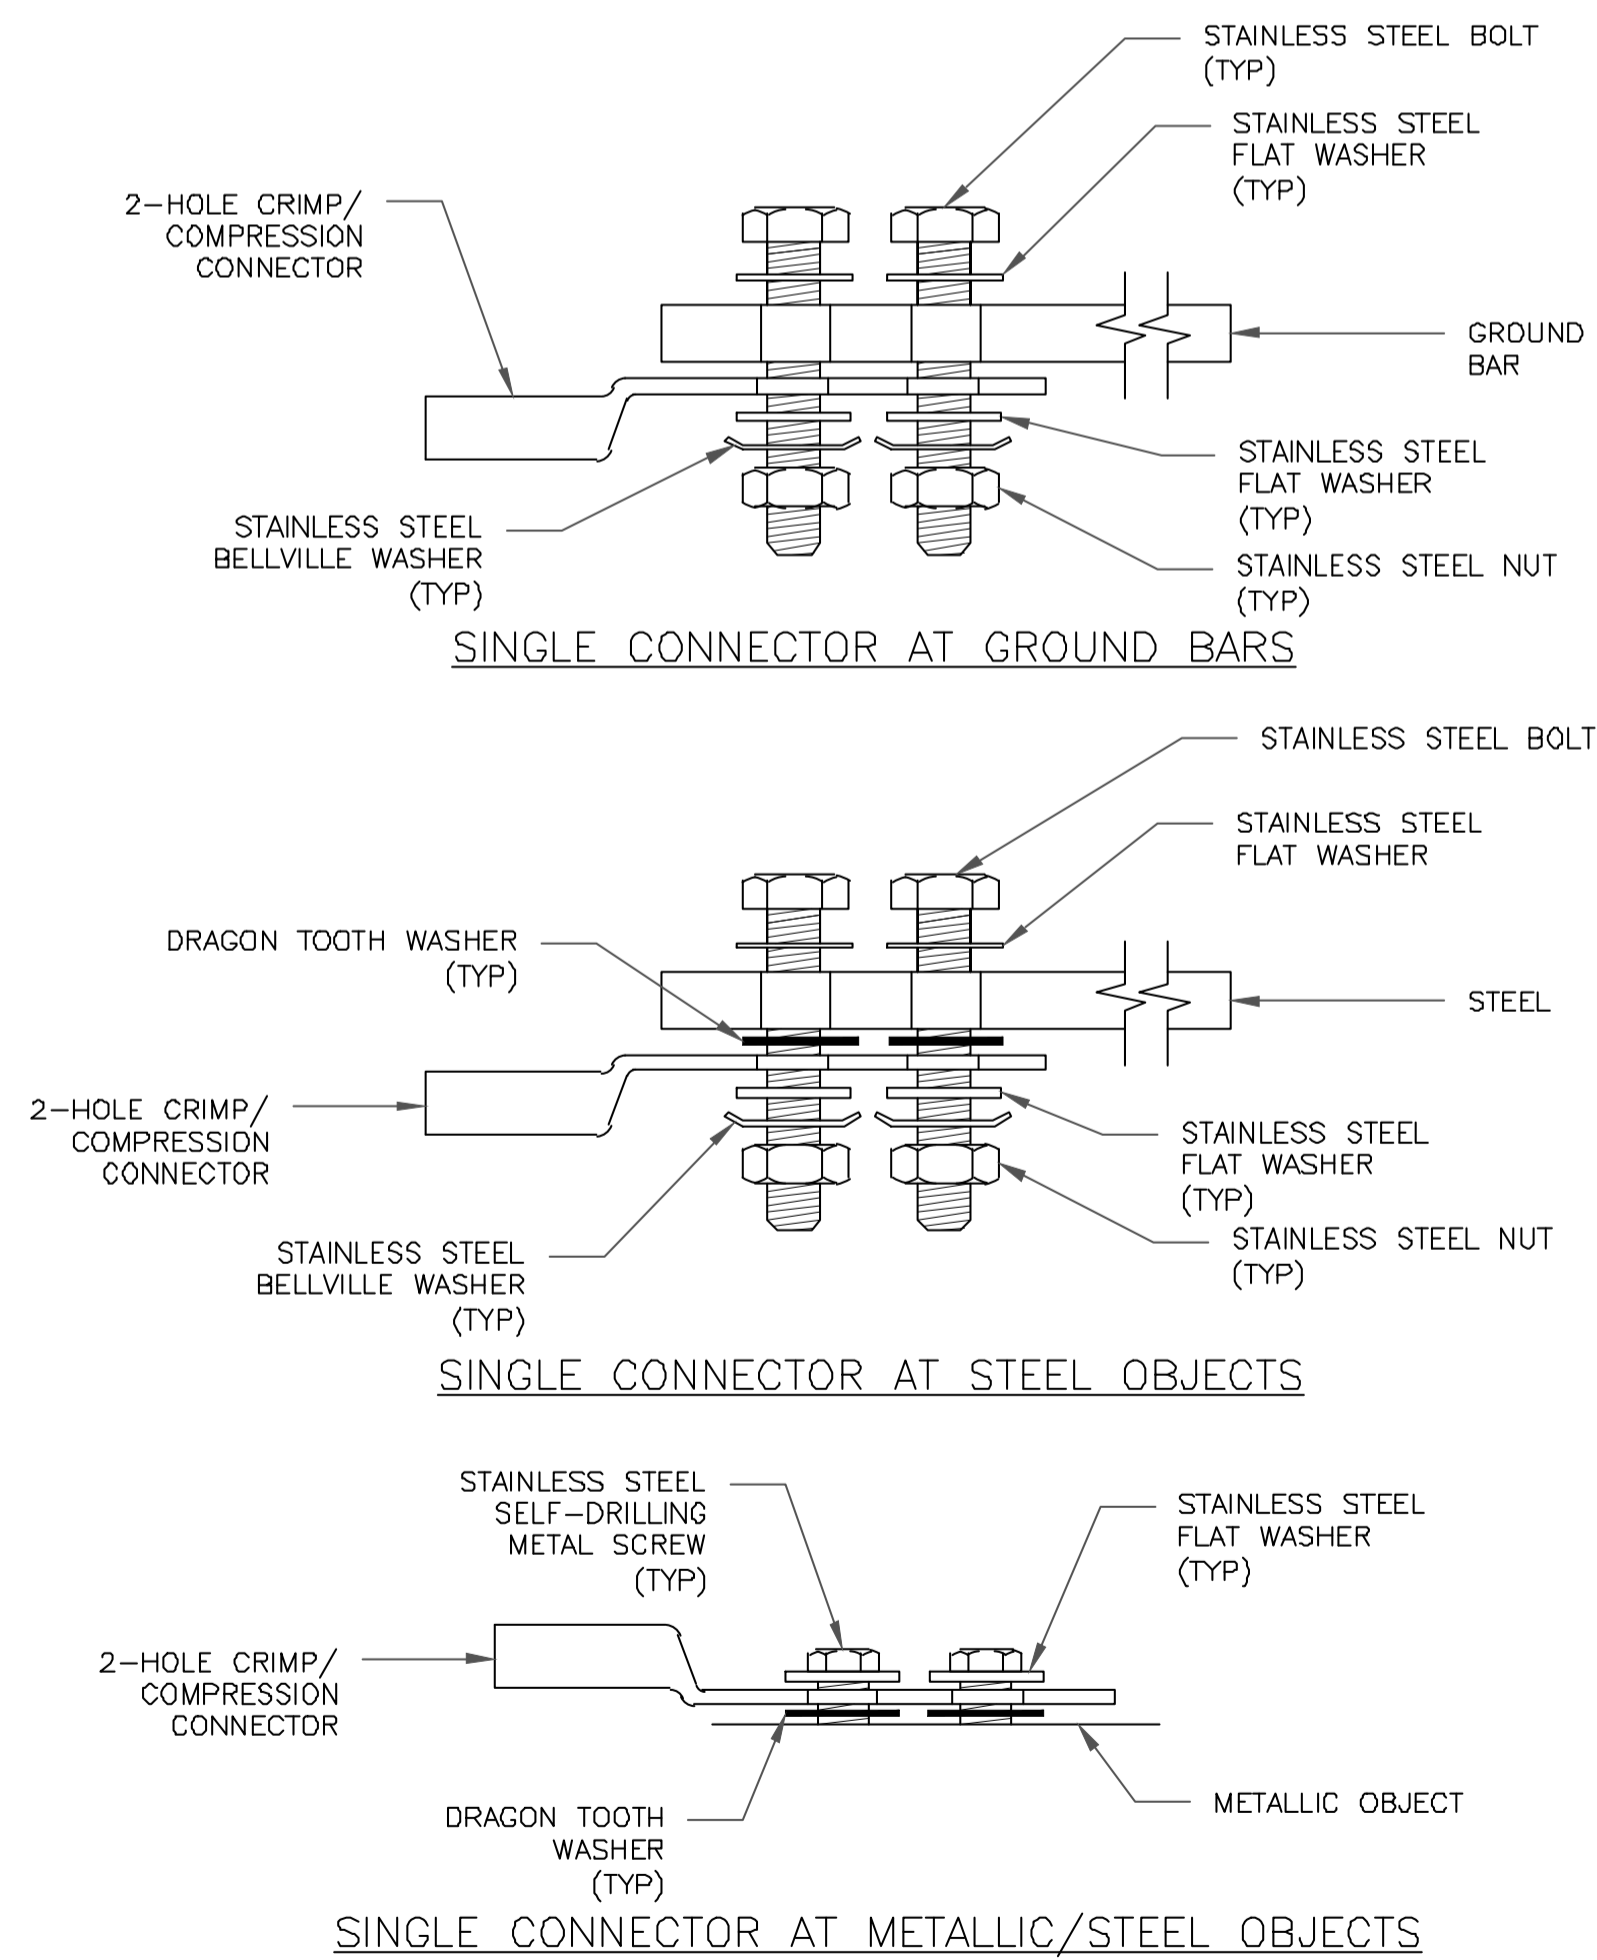 STAINLESS STEEL BOLT
(TYP)
STAINLESS STEEL
FLAT WASHER
(TYP)
2-HOLE CRIMP/
COMPRESSION
CONNECTOR
GROUND
BAR
STAINLESS STEEL
FLAT WASHER
(TYP)
STAINLESS STEEL
BELLVILLE WASHER
(TYP)
STAINLESS STEEL NUT
(TYP)
SINGLE CONNECTOR AT GROUND BARS
STAINLESS STEEL BOLT
STAINLESS STEEL
FLAT WASHER
DRAGON TOOTH WASHER
(TYP)
STEEL
2-HOLE CRIMP/
COMPRESSION
CONNECTOR
STAINLESS STEEL
FLAT WASHER
(TYP)
STAINLESS STEEL NUT
(TYP)
STAINLESS STEEL
BELLVILLE WASHER
(TYP)
SINGLE CONNECTOR AT STEEL OBJECTS
STAINLESS STEEL
SELF-DRILLING
METAL SCREW
(TYP)
STAINLESS STEEL
FLAT WASHER
(TYP)
2-HOLE CRIMP/
COMPRESSION
CONNECTOR
METALLIC OBJECT
DRAGON TOOTH
WASHER
(TYP)
SINGLE CONNECTOR AT METALLIC/STEEL OBJECTS